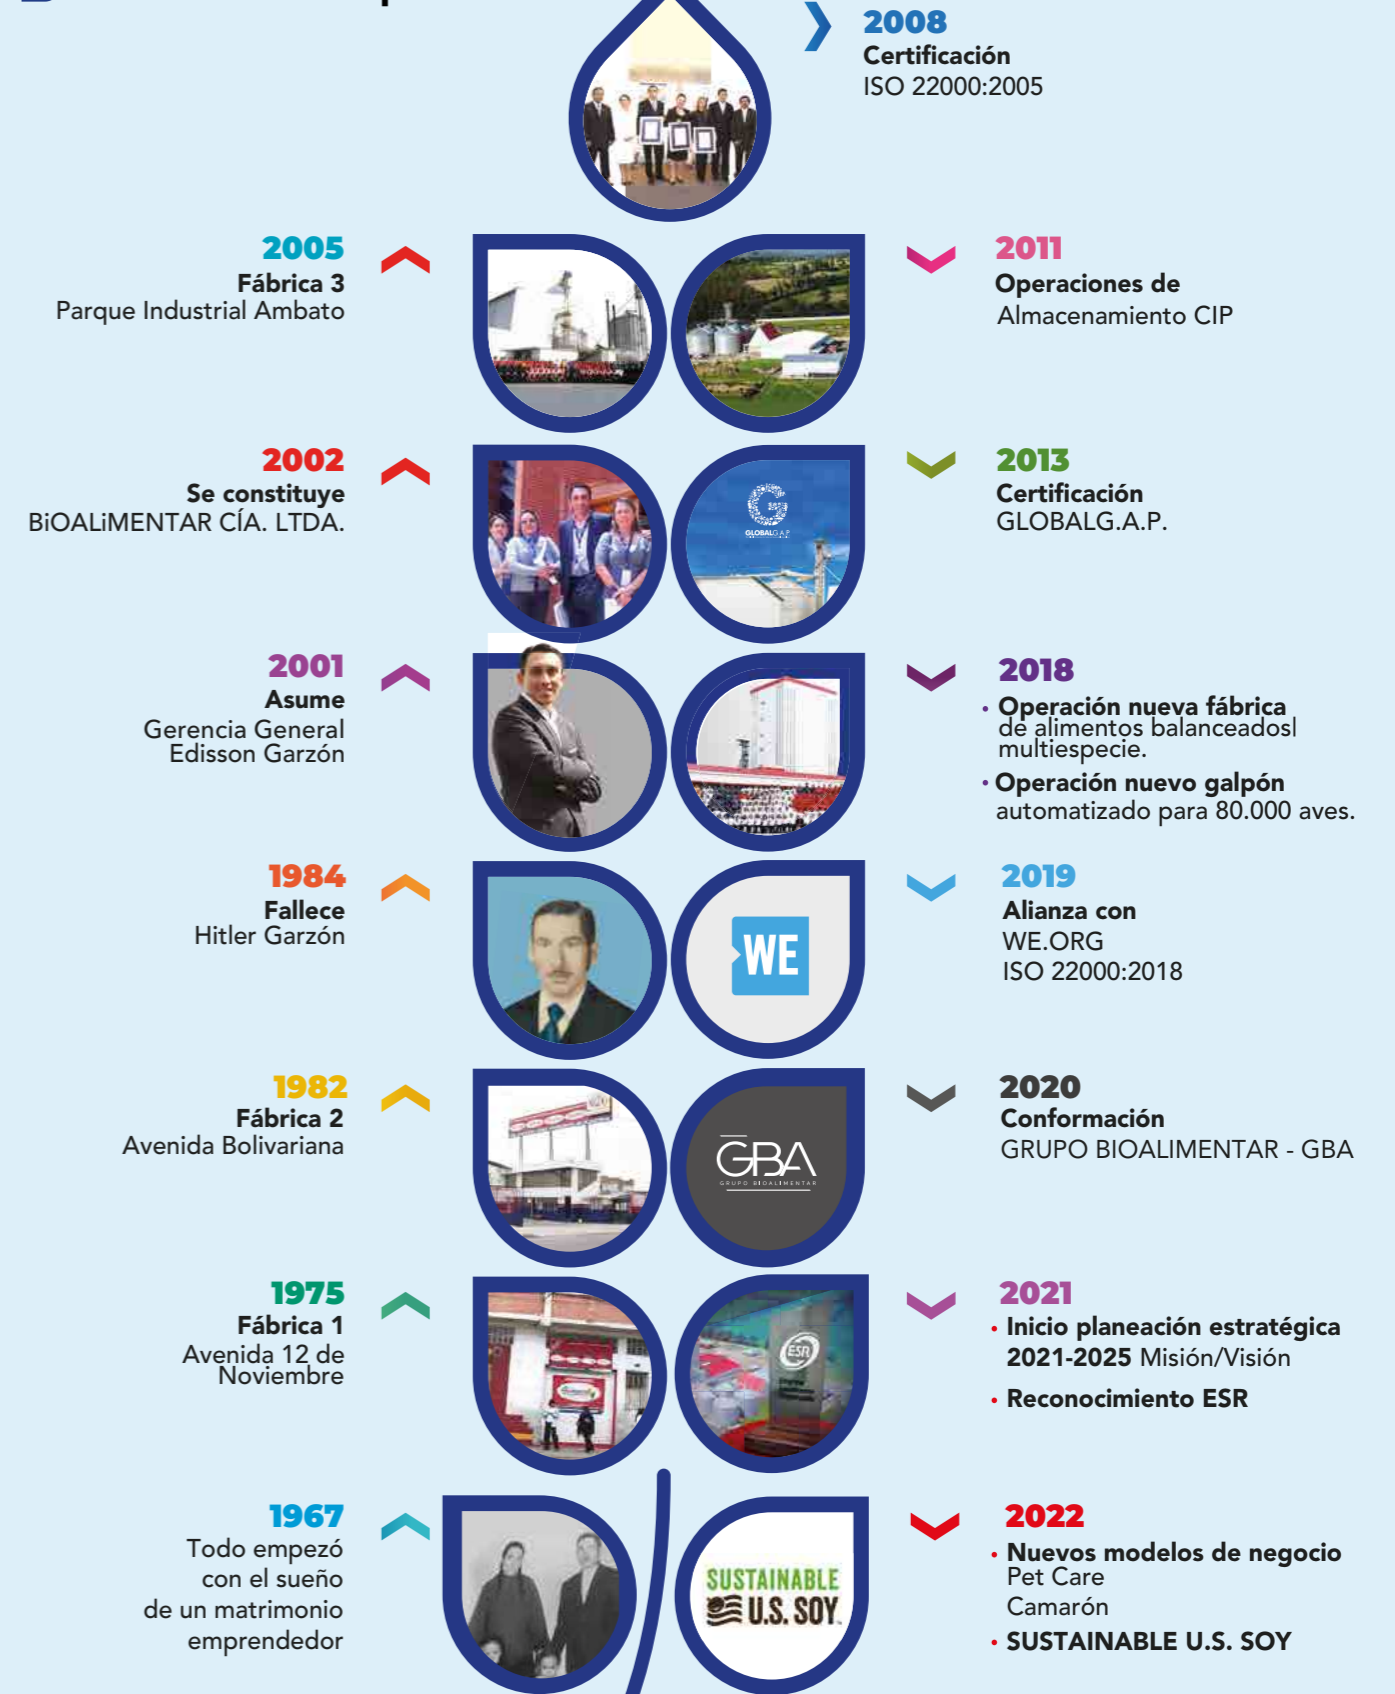 2008
Certificación
ISO 22000:2005
2005
Fábrica 3
Parque Industrial Ambato
2011
Operaciones de
Almacenamiento CIP
2002
Se constituye
BiOALiMENTAR CÍA. LTDA.
G
GLOBALG.A.P
2013
Certificación
GLOBALG.A.P.
2001
Asume
Gerencia General
Edisson Garzón
2018
• Operación nueva fábrica
de alimentos balanceados|
multiespecie.
• Operación nuevo galpón
automatizado para 80.000 aves.
1984
Fallece
Hitler Garzón
WE
2019
Alianza con
WE.ORG
ISO 22000:2018
1982
Fábrica 2
Avenida Bolivariana
GBA
GRUPO BIOALIMENTAR
2020
Conformación
GRUPO BIOALIMENTAR - GBA
1975
Fábrica 1
Avenida 12 de
Noviembre
ESR
2021
• Inicio planeación estratégica
2021-2025 Misión/Visión
• Reconocimiento ESR
1967
Todo empezó
con el sueño
de un matrimonio
emprendedor
SUSTAINABLE
U.S. SOY
2022
• Nuevos modelos de negocio
Pet Care
Camarón
• SUSTAINABLE U.S. SOY